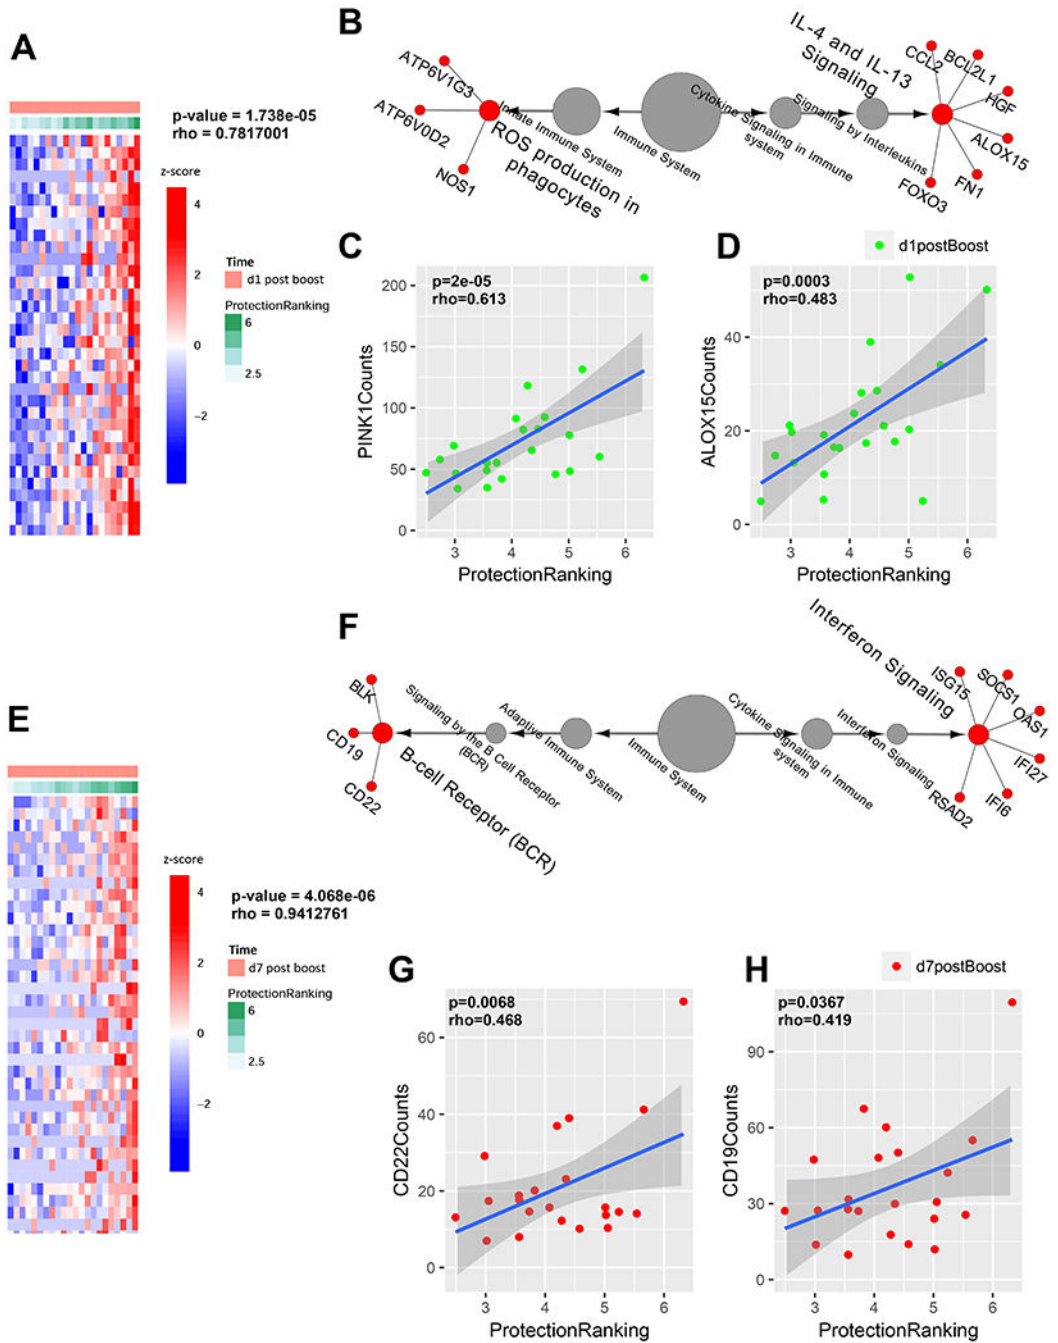 A
p-value = 1.738e-05
rho = 0.7817001
z-score
4
2
0
−2
Time
d1 post boost
ProtectionRanking
6
2.5
B
ATP6V1G3
ATP6V0D2
NOS1
ROS production in
phagocytes
Innate Immune System
Immune System
Cytokine Signaling in Immune
system
Signaling by Interleukins
IL-4 and IL-13
Signaling
CCL2
BCL2L1
HGF
ALOX15
FN1
FOXO3
C
p=2e-05
rho=0.613
PINK1Counts
200
150
100
50
0
3 4 5 6
ProtectionRanking
D
d1postBoost
p=0.0003
rho=0.483
ALOX15Counts
40
20
0
3 4 5 6
ProtectionRanking
E
z-score
4
2
0
−2
p-value = 4.068e-06
rho = 0.9412761
Time
d7 post boost
ProtectionRanking
6
2.5
F
BLK
CD19
CD22
B-cell Receptor (BCR)
Signaling by the B Cell Receptor
(BCR)
Adaptive Immune System
Immune System
Cytokine Signaling in Immune
system
Interferon Signaling
Interferon Signaling
ISG15
SOCS1
OAS1
IFI27
IFI6
RSAD2
G
p=0.0068
rho=0.468
CD22Counts
60
40
20
0
3 4 5 6
ProtectionRanking
H
d7postBoost
p=0.0367
rho=0.419
CD19Counts
90
60
30
0
3 4 5 6
ProtectionRanking